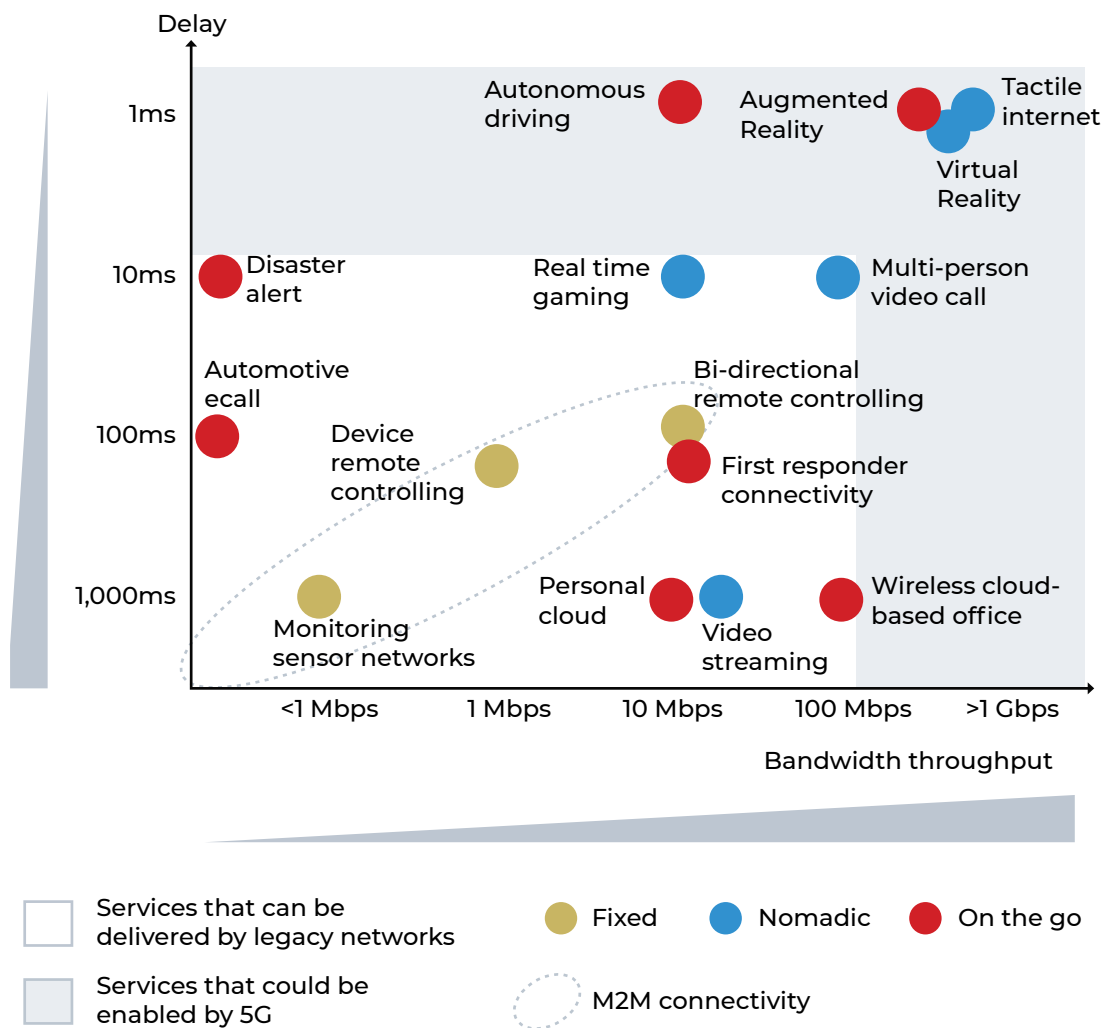 Delay
1ms
Autonomous
driving
Augmented
Reality
Tactile
internet
Virtual
Reality
10ms
Disaster
alert
Real time
gaming
Multi-person
video call
Automotive
ecall
Bi-directional
remote controlling
100ms
Device
remote
controlling
First responder
connectivity
1,000ms
Monitoring
sensor networks
Personal
cloud
Video
streaming
Wireless cloud-
based office
<1 Mbps
1 Mbps
10 Mbps
100 Mbps
>1 Gbps
Bandwidth throughput
Services that can be
delivered by legacy networks
Fixed
Nomadic
On the go
Services that could be
enabled by 5G
M2M connectivity